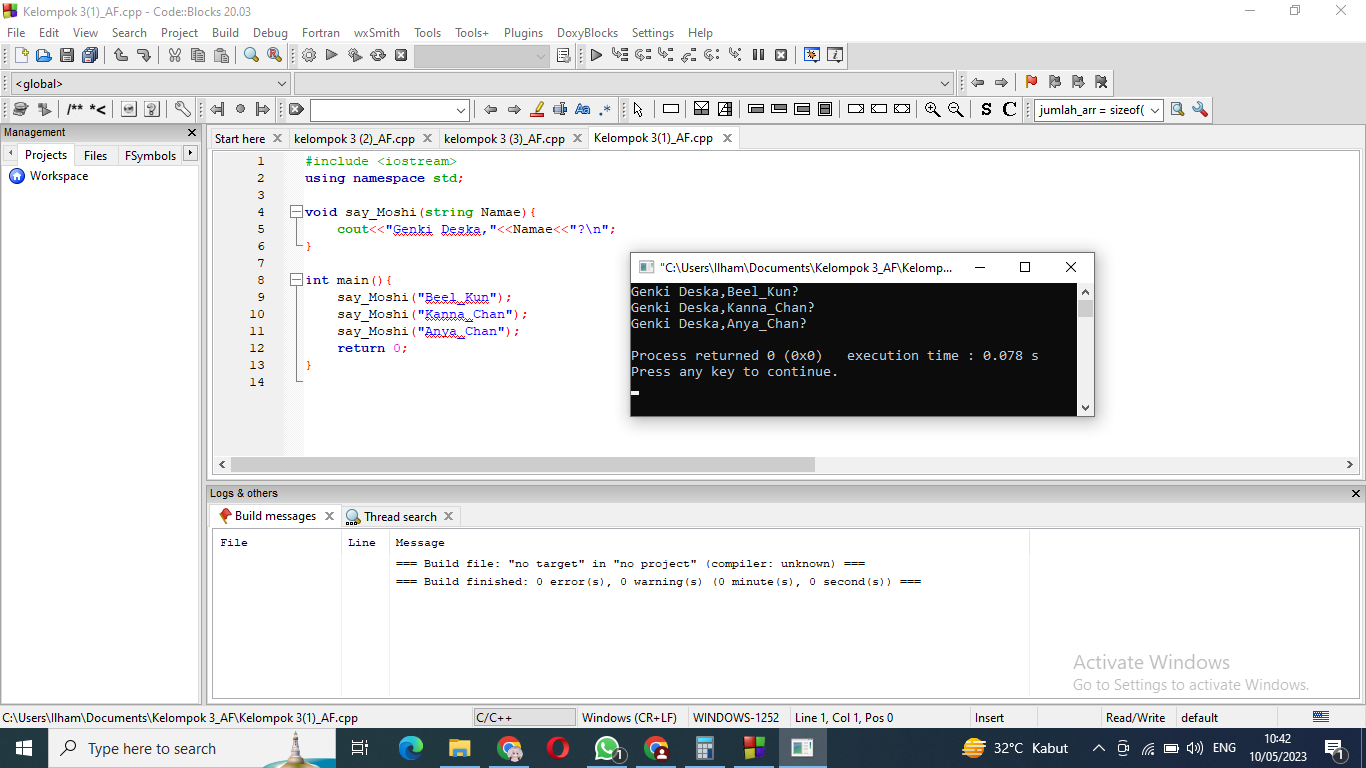 Kelompok 3(1)_AF.cpp - Code::Blocks 20.03
File Edit View Search Project Build Debug Fortran wxSmith Tools Tools+ Plugins DoxyBlocks Settings Help
<global>
/** *<
Aa .*
S C jumlah_arr = sizeof(
Management
Start here kelompok 3 (2)_AF.cpp kelompok 3 (3)_AF.cpp Kelompok 3(1)_AF.cpp
Projects Files FSymbols
Workspace
1 #include <iostream>
2 using namespace std;
3
4 void say_Moshi(string Namae){
5 cout<<"Genki Deska,"<<Namae<<"?\n";
6 }
7
8 int main(){
9 say_Moshi("Beel_Kun");
10 say_Moshi("Kanna_Chan");
11 say_Moshi("Anya_Chan");
12 return 0;
13 }
14
"C:\Users\Ilham\Documents\Kelompok 3_AF\Kelomp...
Genki Deska,Beel_Kun?
Genki Deska,Kanna_Chan?
Genki Deska,Anya_Chan?
Process returned 0 (0x0) execution time : 0.078 s
Press any key to continue.
Logs & others
Build messages Thread search
File Line Message
=== Build file: "no target" in "no project" (compiler: unknown) ===
=== Build finished: 0 error(s), 0 warning(s) (0 minute(s), 0 second(s)) ===
Activate Windows
Go to Settings to activate Windows.
C:\Users\Ilham\Documents\Kelompok 3_AF\Kelompok 3(1)_AF.cpp C/C++ Windows (CR+LF) WINDOWS-1252 Line 1, Col 1, Pos 0 Insert Read/Write default
Type here to search
1
32°C Kabut
ENG
10:42
10/05/2023
1